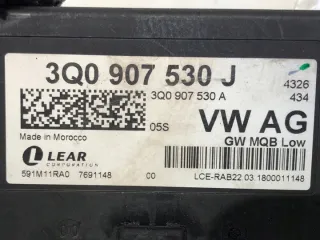 3Q0 907 530 J
4326
3Q0 907 530 A
434
05S
VW AG
GW MQB Low
Made in Morocco
LEAR
CORPORATION
591M11RA0 7691148 00 LCE-RAB22.03.1800011148